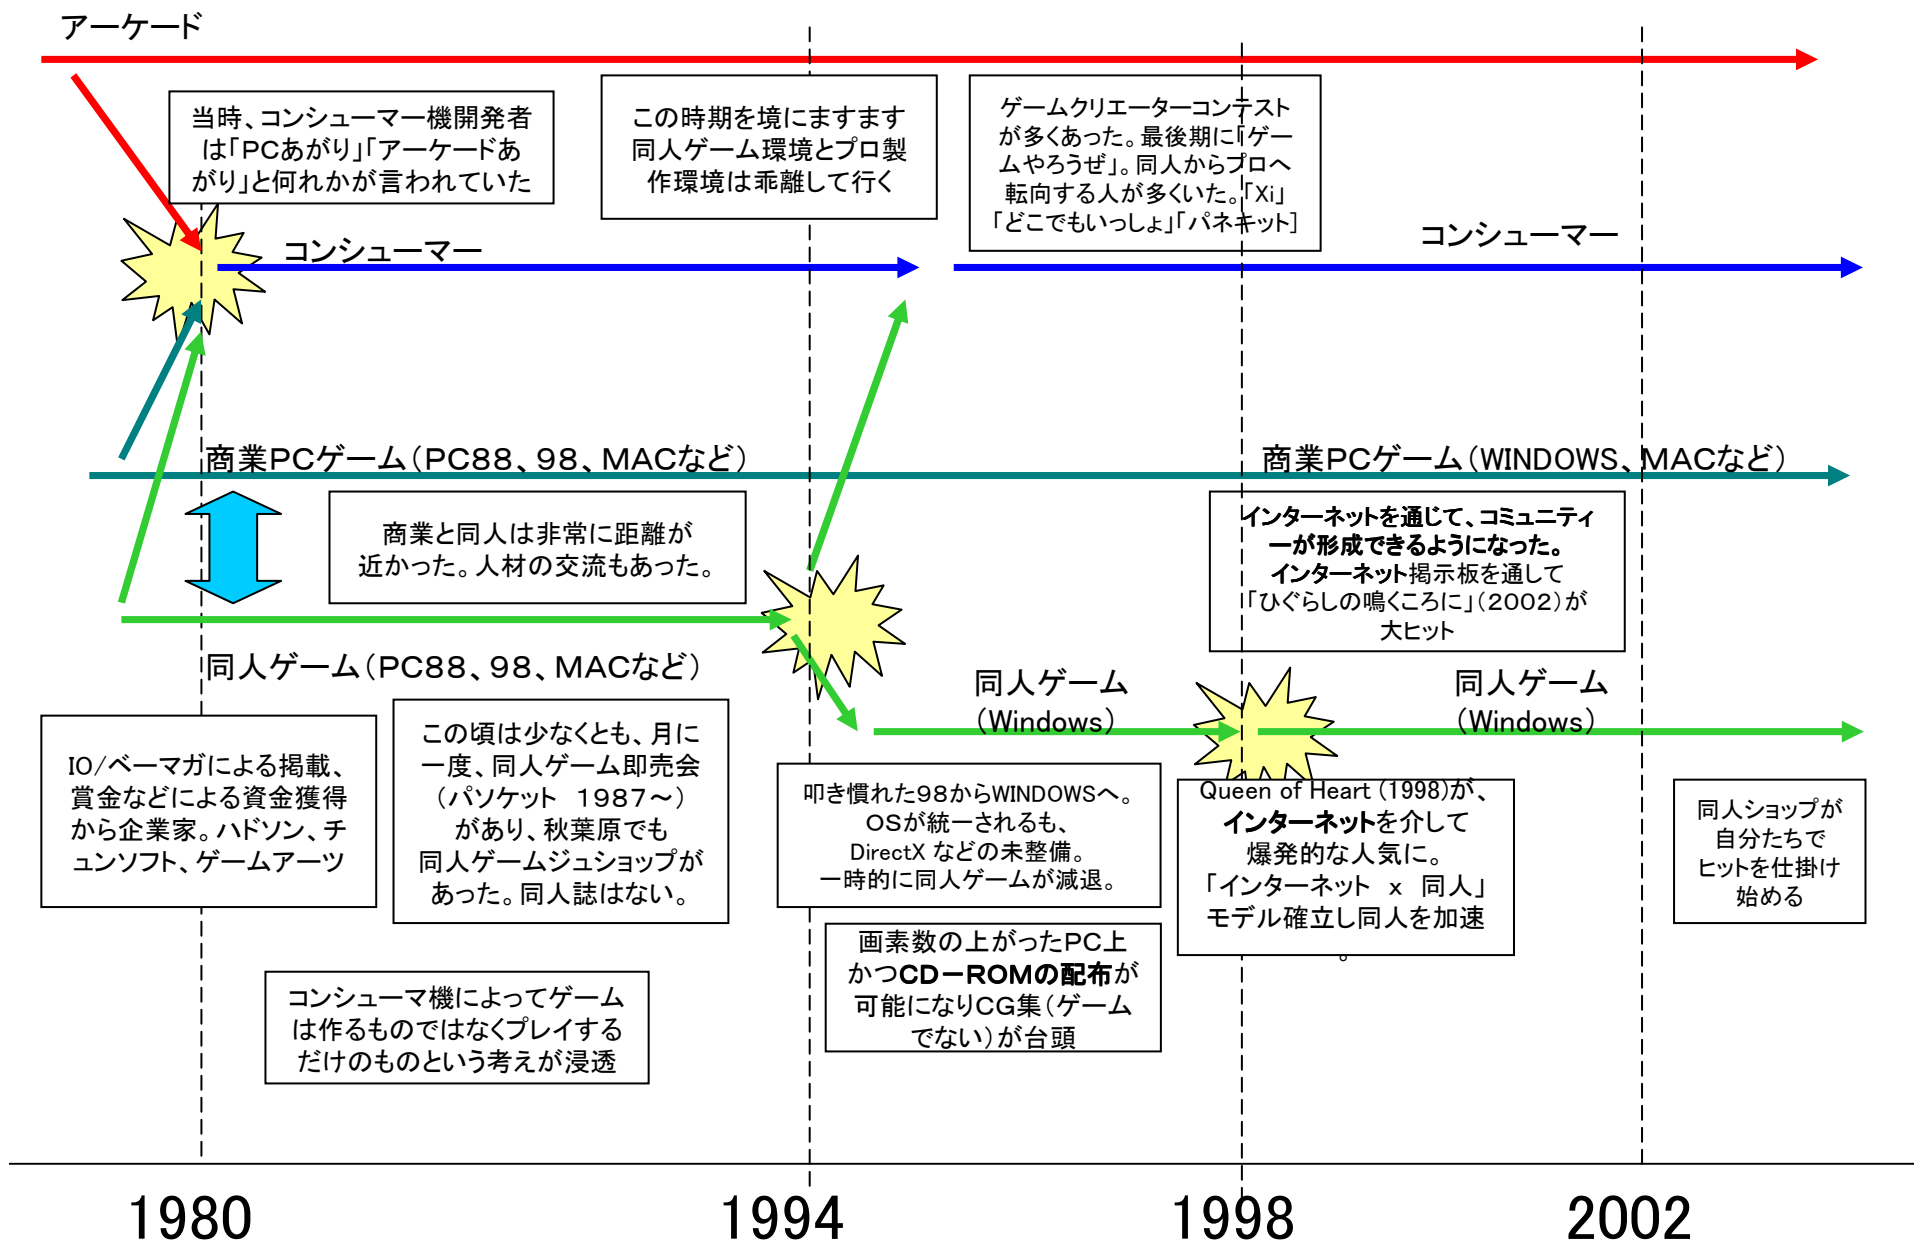 アーケード
当時、コンシューマー機開発者
は「PCあがり」「アーケードあ
がり」と何れかが言われていた
この時期を境にますます
同人ゲーム環境とプロ製
作環境は乖離して行く
ゲームクリエーターコンテスト
が多くあった。最後期に「ゲー
ムやろうぜ」。同人からプロへ
転向する人が多くいた。「Xi」
「どこでもいっしょ」「パネキット]
コンシューマー
コンシューマー
商業PCゲーム(PC88、98、MACなど)
商業PCゲーム(WINDOWS、MACなど)
商業と同人は非常に距離が
近かった。人材の交流もあった。
インターネットを通じて、コミュニティ
ーが形成できるようになった。
インターネット掲示板を通して
「ひぐらしの鳴くころに」(2002)が
大ヒット
同人ゲーム(PC88、98、MACなど)
同人ゲーム
(Windows)
同人ゲーム
(Windows)
IO/ベーマガによる掲載、
賞金などによる資金獲得
から企業家。ハドソン、チ
ュンソフト、ゲームアーツ
この頃は少なくとも、月に
一度、同人ゲーム即売会
(パソケット 1987～)
があり、秋葉原でも
同人ゲームジュショップが
あった。同人誌はない。
叩き慣れた98からWINDOWSへ。
OSが統一されるも、
DirectX などの未整備。
一時的に同人ゲームが減退。
Queen of Heart (1998)が、
インターネットを介して
爆発的な人気に。
「インターネット x 同人」
モデル確立し同人を加速
。
同人ショップが
自分たちで
ヒットを仕掛け
始める
画素数の上がったPC上
かつCD－ROMの配布が
可能になりCG集(ゲーム
でない)が台頭
コンシューマ機によってゲーム
は作るものではなくプレイする
だけのものという考えが浸透
1980
1994
1998
2002